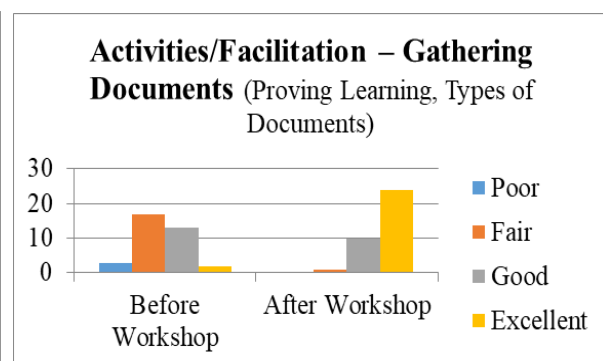 Activities/Facilitation – Gathering
Documents (Proving Learning, Types of
Documents)
30
20
10
0
Before
Workshop
After Workshop
Poor
Fair
Good
Excellent